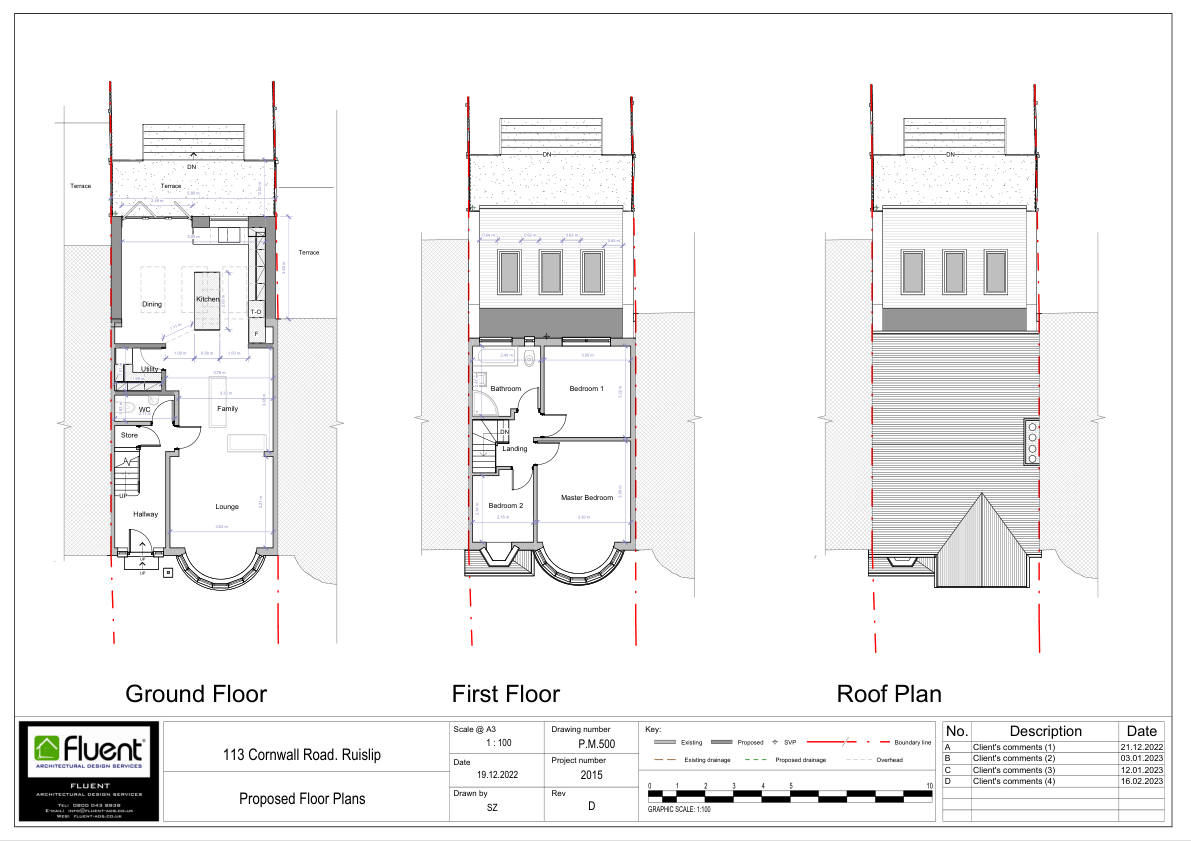 DN
Terrace
Terrace
Terrace
Dining
Kitchen
T-O
F
Utility
WC
Family
Store
UP
Hallway
Lounge
UP
UP
DN
Bathroom
Bedroom 1
DN
Landing
Master Bedroom
Bedroom 2
DN
Ground Floor
First Floor
Roof Plan
fluent
ARCHITECTURAL DESIGN SERVICES
FLUENT
ARCHITECTURAL DESIGN SERVICES
Tel: 0800 043 8838
E-mail: info@fluent-ads.co.uk
Web: fluent-ads.co.uk
113 Cornwall Road. Ruislip
Proposed Floor Plans
Scale @ A3
1 : 100
Date
19.12.2022
Drawn by
SZ
Drawing number
P.M.500
Project number
2015
Rev
D
Key:
Existing
Proposed
SVP
Boundary line
Existing drainage
Proposed drainage
Overhead
0 1 2 3 4 5 10
GRAPHIC SCALE: 1:100
No. Description Date
A Client's comments (1) 21.12.2022
B Client's comments (2) 03.01.2023
C Client's comments (3) 12.01.2023
D Client's comments (4) 16.02.2023